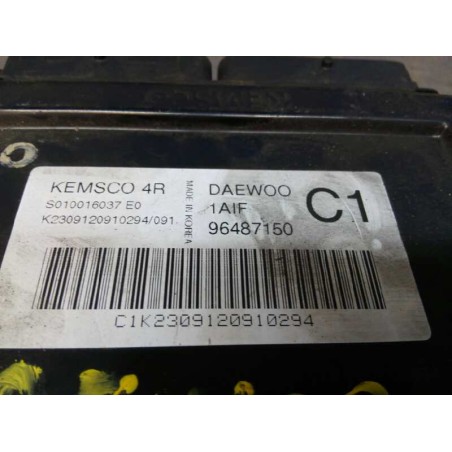 KEMSCO 4R
S010016037 E0
K2309120910294/091
MADE IN KOREA
DAEWOO
1AIF
96487150
C1
C1K2309120910294